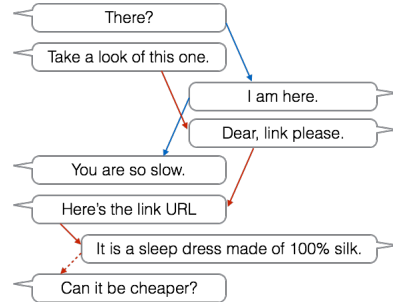 There?
Take a look of this one.
I am here.
Dear, link please.
You are so slow.
Here's the link URL
It is a sleep dress made of 100% silk.
Can it be cheaper?